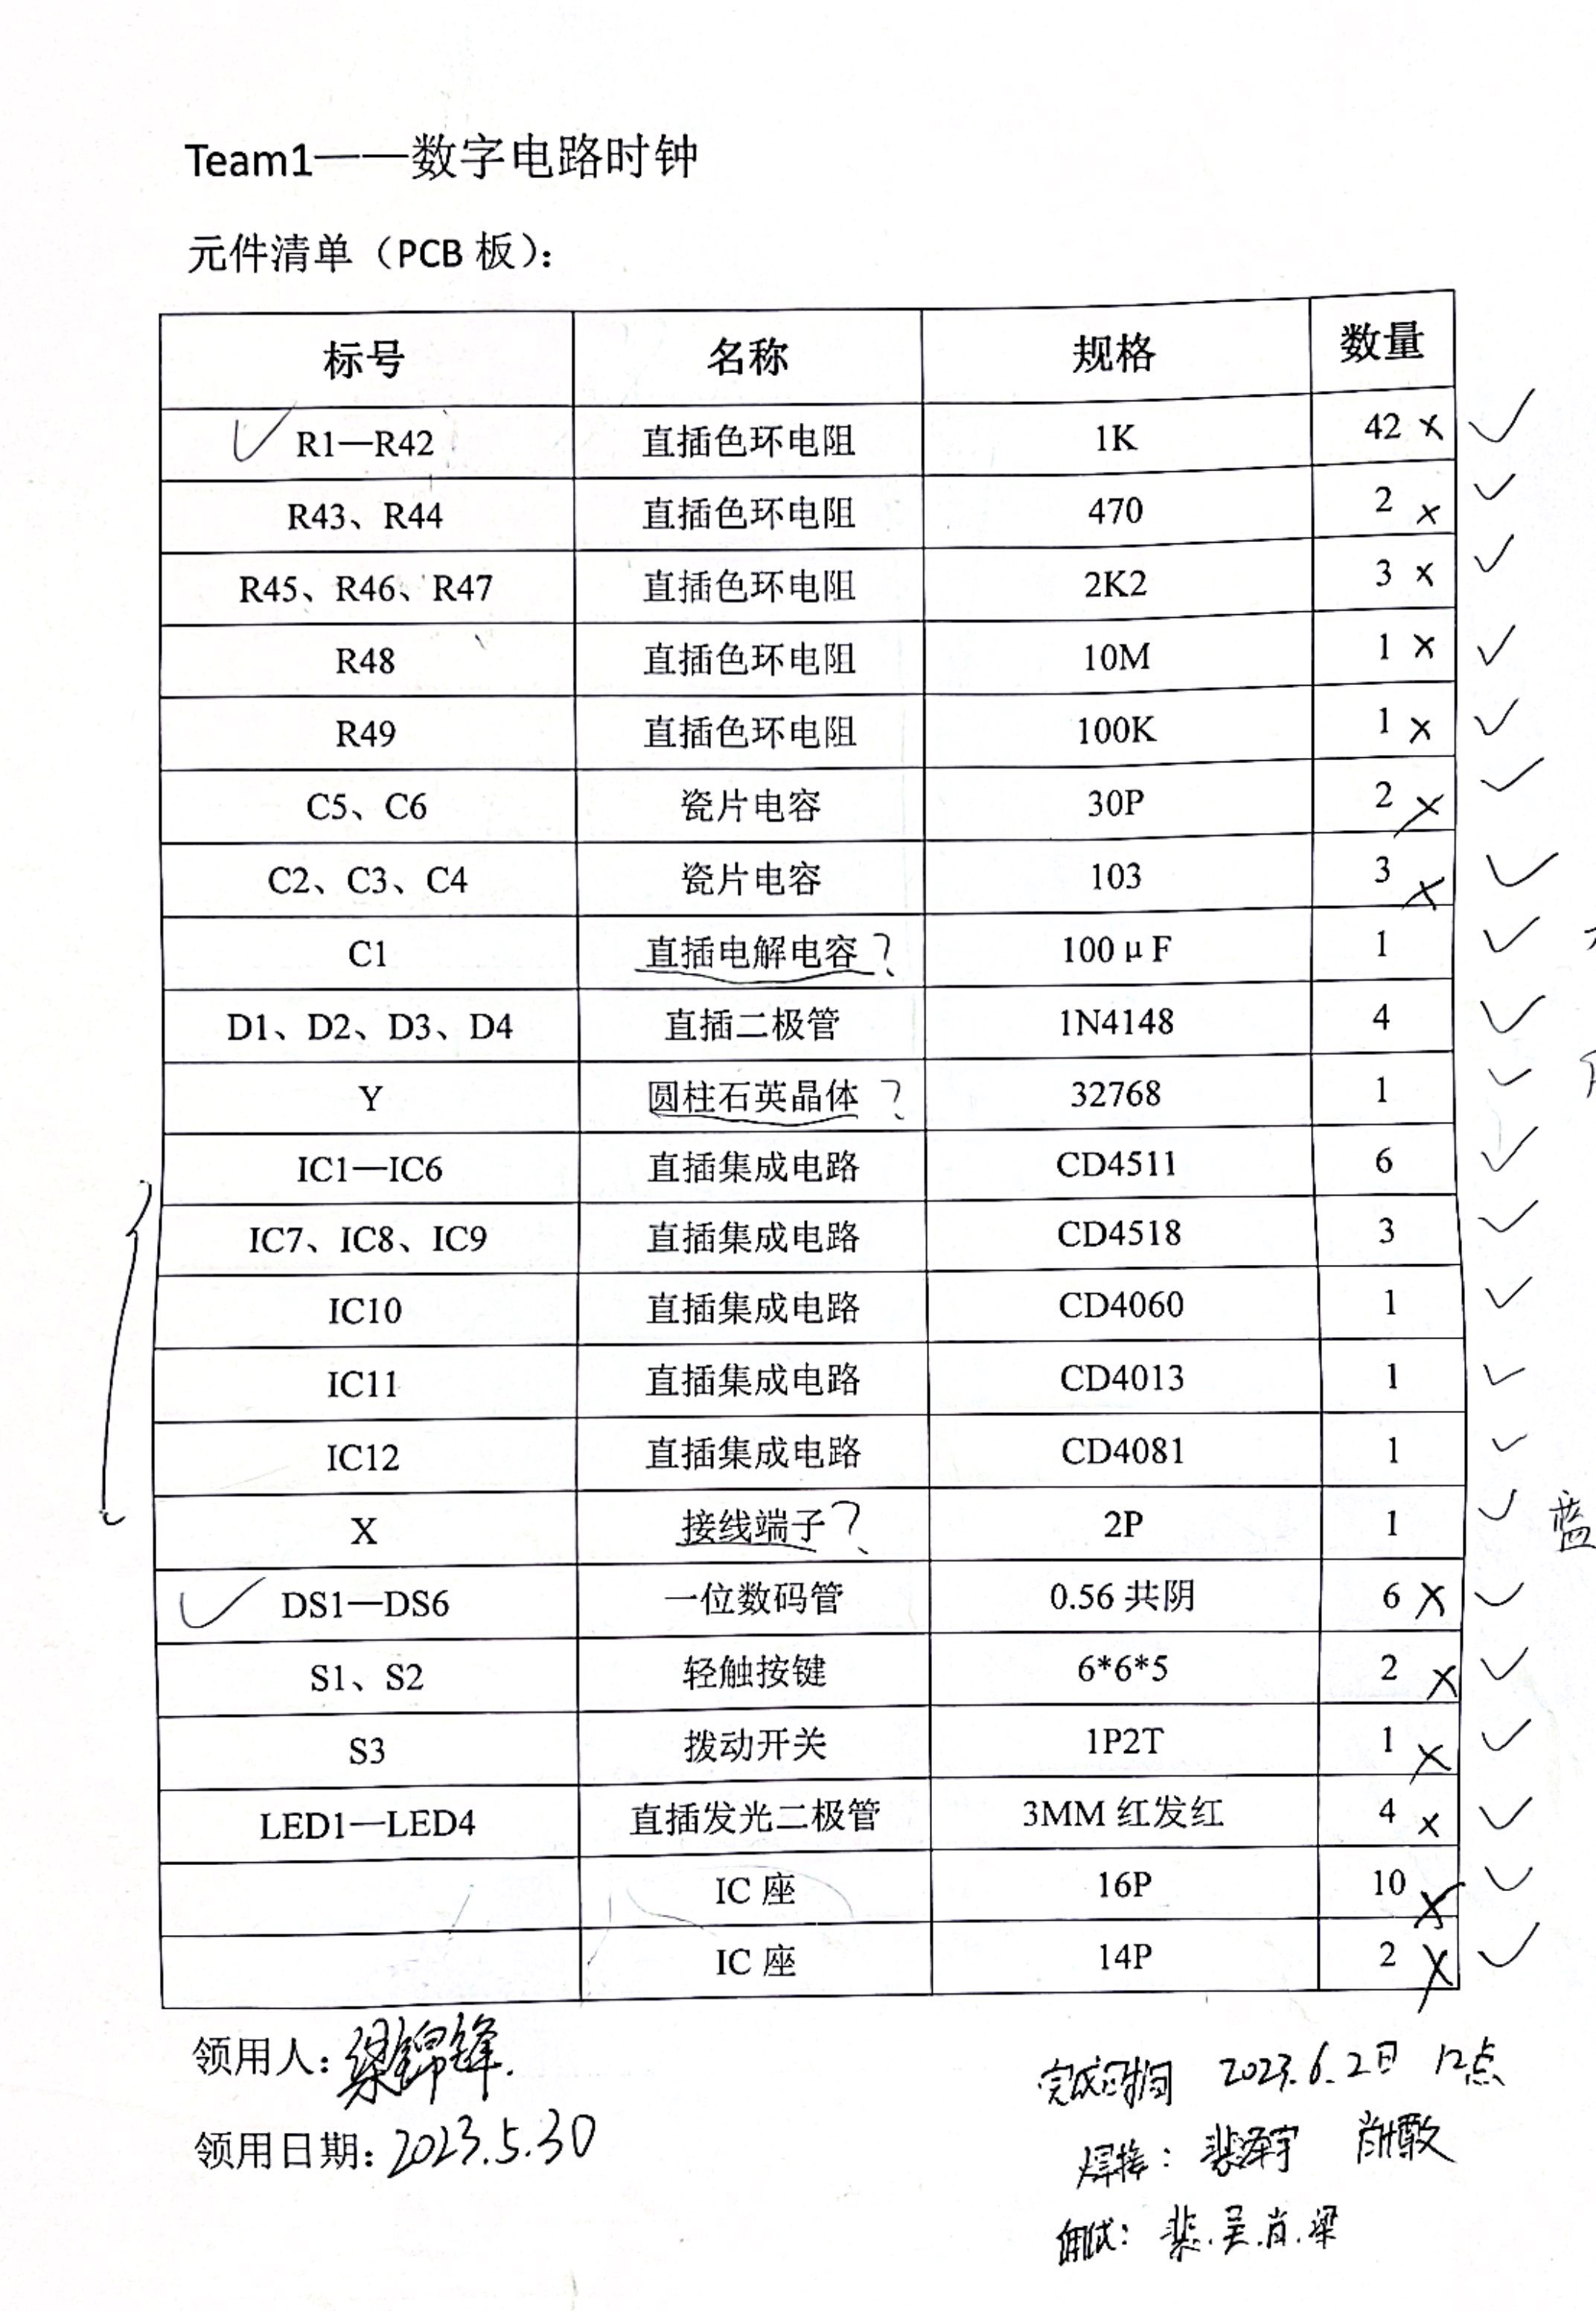 Team1——数字电路时钟
元件清单（PCB 板）：
标号 名称 规格 数量
✓ R1—R42 直插色环电阻 1K 42 × ✓
R43、R44 直插色环电阻 470 2 × ✓
R45、R46、R47 直插色环电阻 2K2 3 × ✓
R48 直插色环电阻 10M 1 × ✓
R49 直插色环电阻 100K 1 × ✓
C5、C6 瓷片电容 30P 2 × ✓
C2、C3、C4 瓷片电容 103 3 × ✓
C1 直插电解电容？ 100μF 1 ✓
D1、D2、D3、D4 直插二极管 1N4148 4 ✓
Y 圆柱石英晶体？ 32768 1 ✓
IC1—IC6 直插集成电路 CD4511 6 ✓
IC7、IC8、IC9 直插集成电路 CD4518 3 ✓
IC10 直插集成电路 CD4060 1 ✓
IC11 直插集成电路 CD4013 1 ✓
IC12 直插集成电路 CD4081 1 ✓
X 接线端子？ 2P 1 ✓ 蓝
✓ DS1—DS6 一位数码管 0.56 共阴 6 × ✓
S1、S2 轻触按键 6*6*5 2 × ✓
S3 拨动开关 1P2T 1 × ✓
LED1—LED4 直插发光二极管 3MM 红发红 4 × ✓
IC 座 16P 10 × ✓
IC 座 14P 2 × ✓
领用人：梁锦锋.
完成时间 2023.6.2日 12点
领用日期：2023.5.30
焊接：裴泽宇 肖
调试：裴.吴.肖.梁